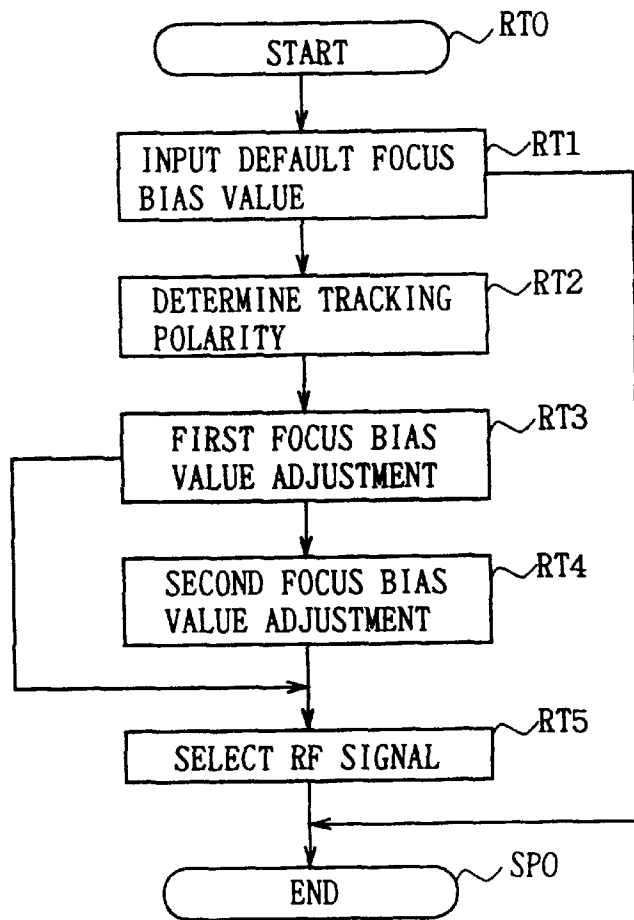 RT0
START
RT1
INPUT DEFAULT FOCUS
BIAS VALUE
RT2
DETERMINE TRACKING
POLARITY
RT3
FIRST FOCUS BIAS
VALUE ADJUSTMENT
RT4
SECOND FOCUS BIAS
VALUE ADJUSTMENT
RT5
SELECT RF SIGNAL
SP0
END